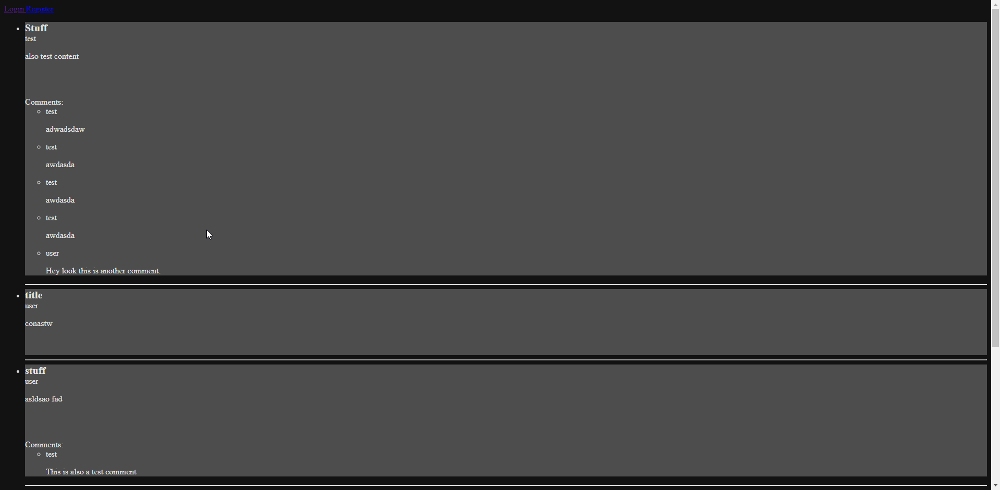 Login Register
Stuff
test
also test content
Comments:
test
adwadsdaw
test
awdasda
test
awdasda
test
awdasda
user
Hey look this is another comment.
title
user
conastw
stuff
user
asldsao fad
Comments:
test
This is also a test comment